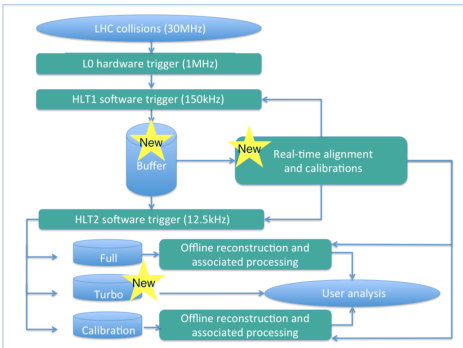 LHC collisions (30MHz)
L0 hardware trigger (1MHz)
HLT1 software trigger (150kHz)
New
Buffer
New
Real-time alignment
and calibrations
HLT2 software trigger (12.5kHz)
Full
Offline reconstruction and
associated processing
New
Turbo
User analysis
Calibration
Offline reconstruction and
associated processing